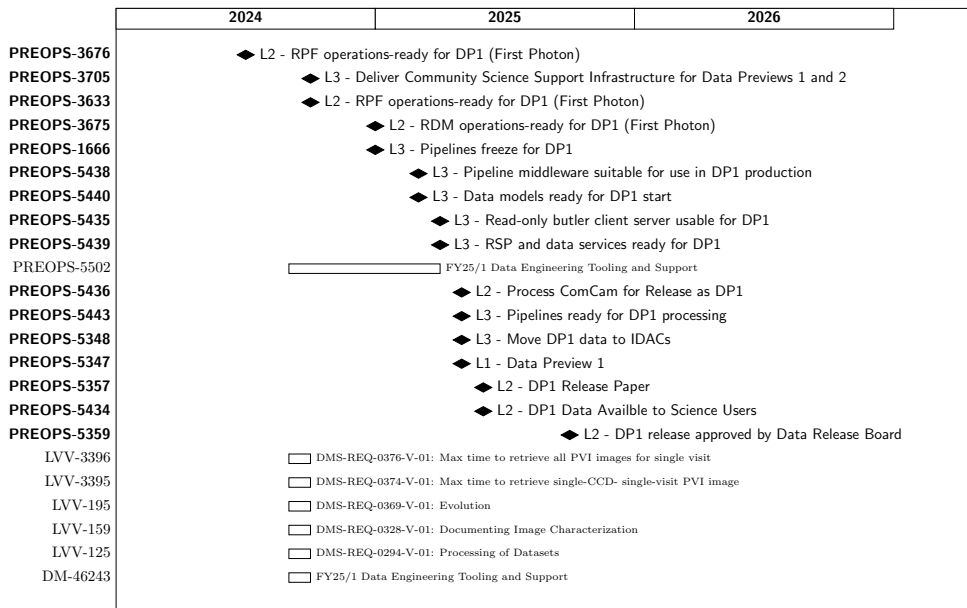 2024 2025 2026
PREOPS-3676 L2 - RPF operations-ready for DP1 (First Photon)
PREOPS-3705 L3 - Deliver Community Science Support Infrastructure for Data Previews 1 and 2
PREOPS-3633 L2 - RPF operations-ready for DP1 (First Photon)
PREOPS-3675 L2 - RDM operations-ready for DP1 (First Photon)
PREOPS-1666 L3 - Pipelines freeze for DP1
PREOPS-5438 L3 - Pipeline middleware suitable for use in DP1 production
PREOPS-5440 L3 - Data models ready for DP1 start
PREOPS-5435 L3 - Read-only butler client server usable for DP1
PREOPS-5439 L3 - RSP and data services ready for DP1
PREOPS-5502 FY25/1 Data Engineering Tooling and Support
PREOPS-5436 L2 - Process ComCam for Release as DP1
PREOPS-5443 L3 - Pipelines ready for DP1 processing
PREOPS-5348 L3 - Move DP1 data to IDACs
PREOPS-5347 L1 - Data Preview 1
PREOPS-5357 L2 - DP1 Release Paper
PREOPS-5434 L2 - DP1 Data Availble to Science Users
PREOPS-5359 L2 - DP1 release approved by Data Release Board
LVV-3396 DMS-REQ-0376-V-01: Max time to retrieve all PVI images for single visit
LVV-3395 DMS-REQ-0374-V-01: Max time to retrieve single-CCD- single-visit PVI image
LVV-195 DMS-REQ-0369-V-01: Evolution
LVV-159 DMS-REQ-0328-V-01: Documenting Image Characterization
LVV-125 DMS-REQ-0294-V-01: Processing of Datasets
DM-46243 FY25/1 Data Engineering Tooling and Support